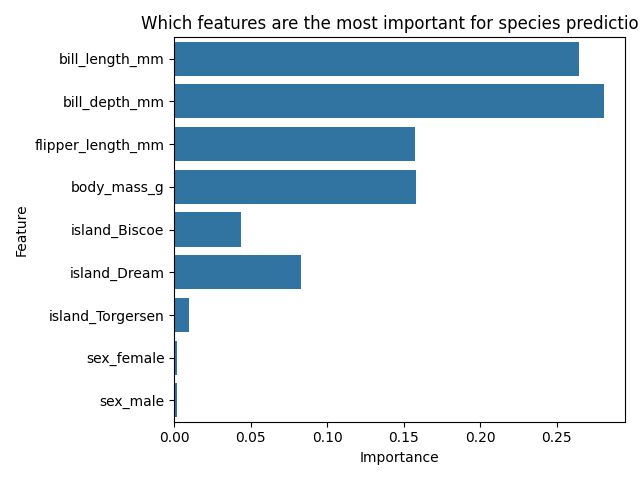 Which features are the most important for species predictio
bill_length_mm
bill_depth_mm
flipper_length_mm
body_mass_g
island_Biscoe
island_Dream
island_Torgersen
sex_female
sex_male
Feature
0.00 0.05 0.10 0.15 0.20 0.25
Importance